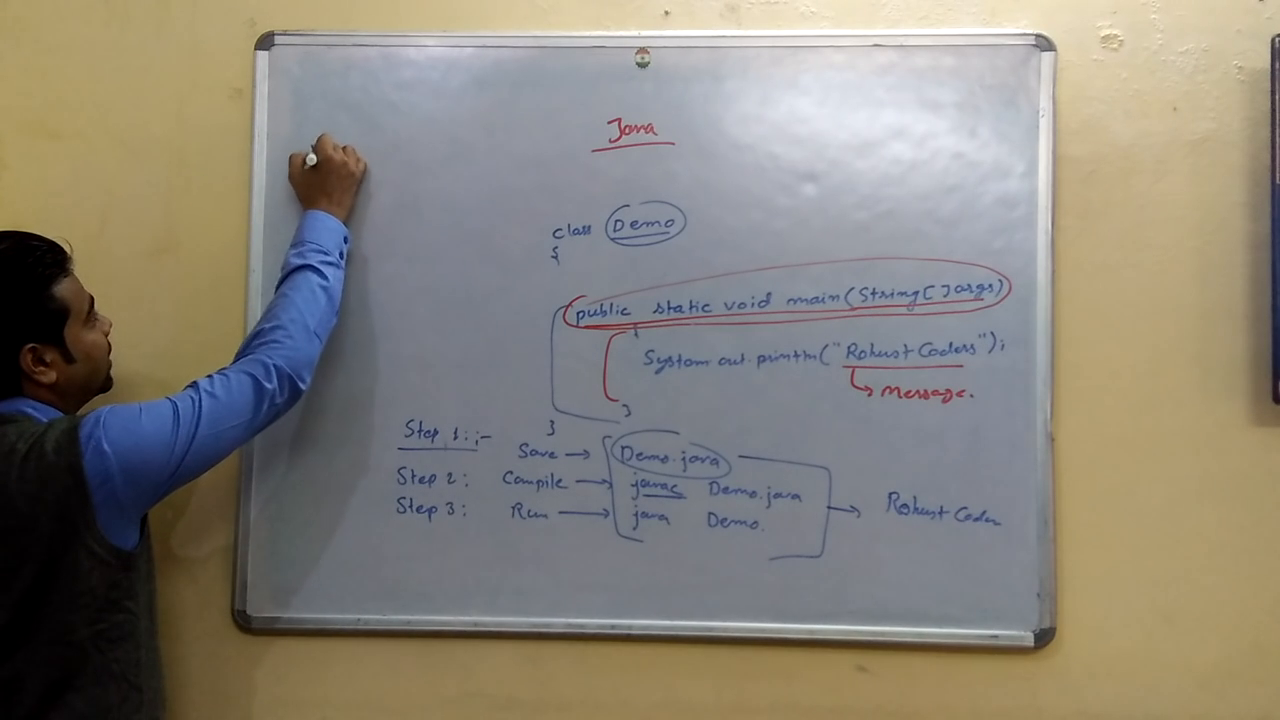 Java
class Demo
{
public static void main(String[] args)
{
System.out.println("Robust Coders");
message.
}
}
Step 1:;- Save → Demo.java
Step 2: Compile → javac Demo.java
Step 3: Run → java Demo. → Robust Coder